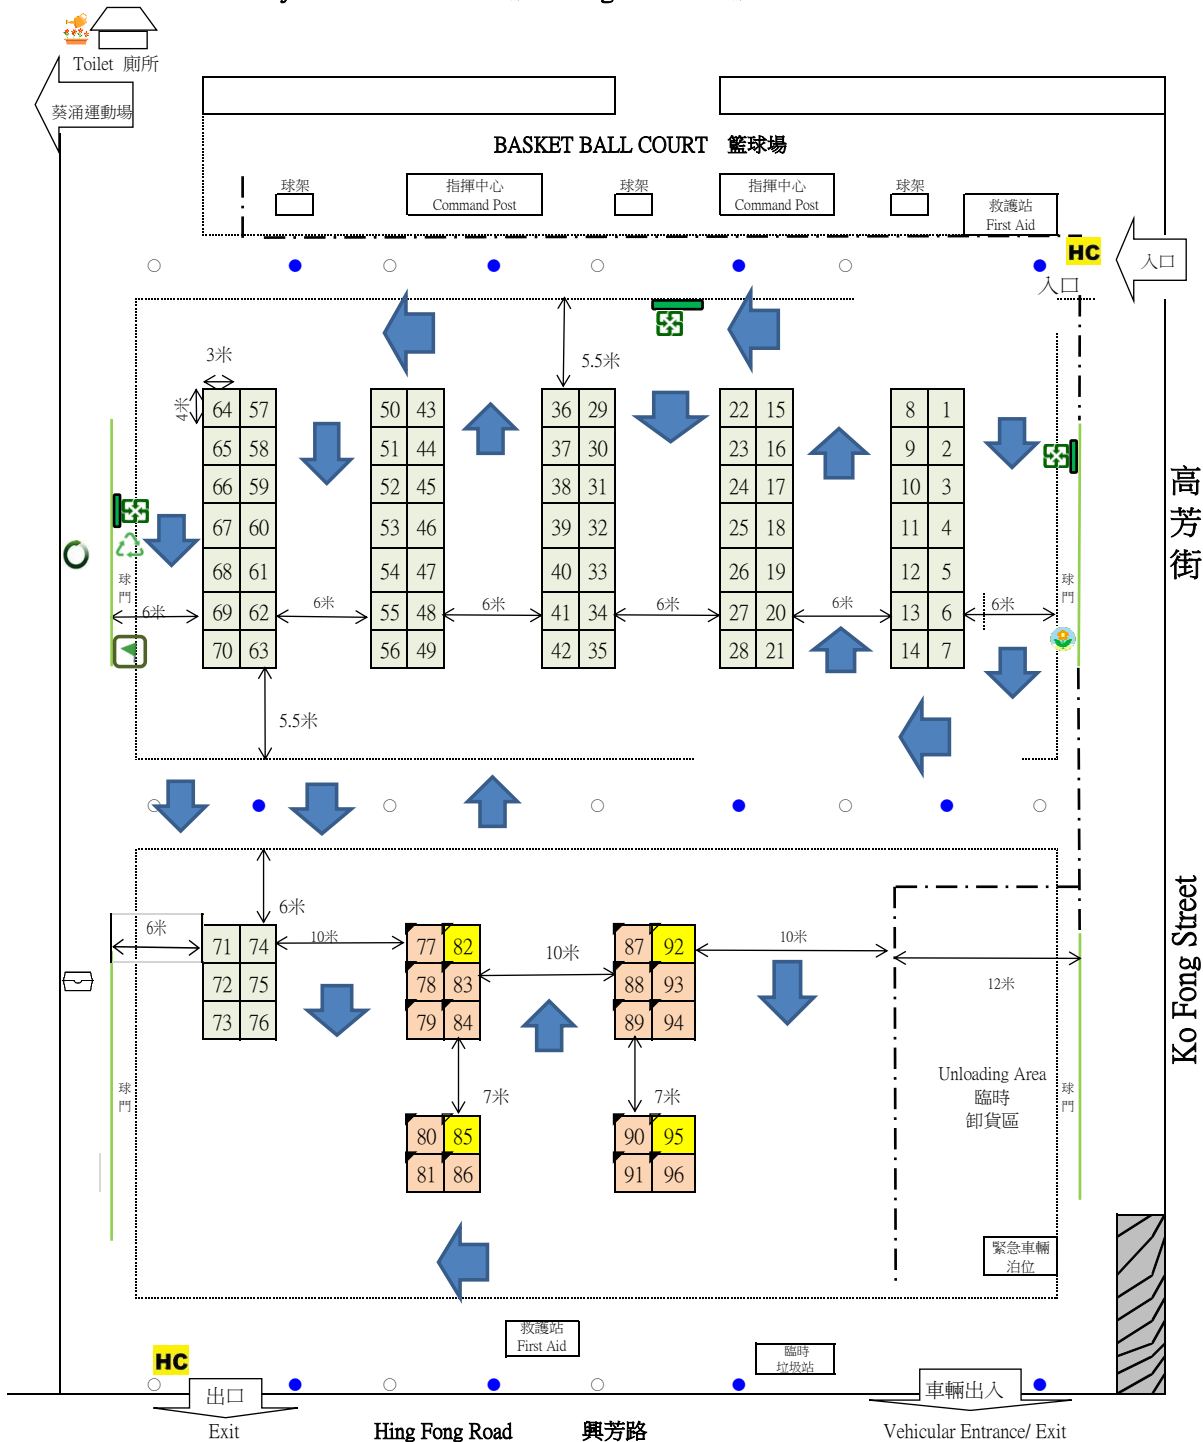 Toilet 廁所
葵涌運動場
BASKET BALL COURT 籃球場
球架
指揮中心
Command Post
球架
指揮中心
Command Post
球架
救護站
First Aid
HC
入口
入口
3米
4米
5.5米
64 57 50 43 36 29 22 15 8 1
65 58 51 44 37 30 23 16 9 2
66 59 52 45 38 31 24 17 10 3
67 60 53 46 39 32 25 18 11 4
68 61 54 47 40 33 26 19 12 5
69 62 55 48 41 34 27 20 13 6
70 63 56 49 42 35 28 21 14 7
球門
球門
6米 6米 6米 6米 6米 6米
高芳街
5.5米
6米
6米
10米
10米
10米
12米
71 74 77 82 87 92
72 75 78 83 88 93
73 76 79 84 89 94
7米
7米
80 85 90 95
81 86 91 96
球門
球門
Unloading Area
臨時
卸貨區
Ko Fong Street
緊急車輛
泊位
救護站
First Aid
臨時
垃圾站
HC
出口
Exit
車輛出入
Vehicular Entrance/ Exit
Hing Fong Road 興芳路